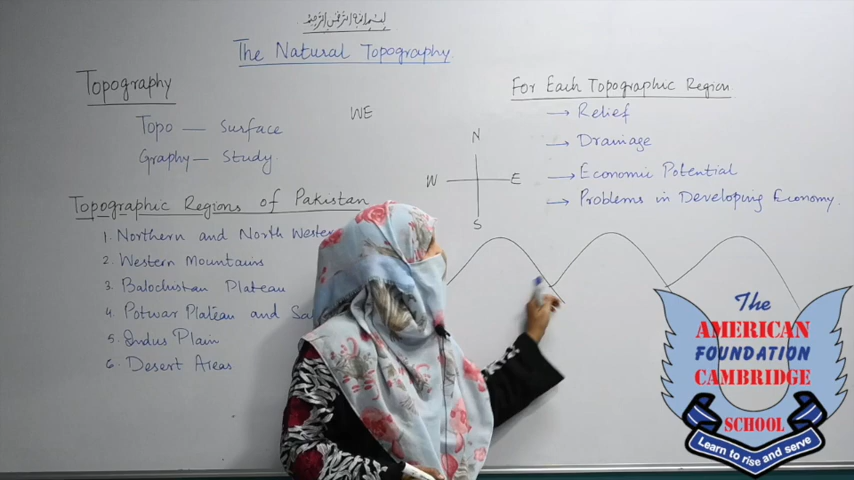 بسم الله الرحمن الرحيم
The Natural Topography.
Topography
Topo — Surface
Graphy — Study
Topographic Regions of Pakistan
1. Northern and North Wester
2. Western Mountains
3. Balochustan Plateau
4. Potwar Plateau and Sa
5. Indus Plain
6. Desert Areas
WE
N
W E
S
For Each Topographic Region
→ Relief
→ Drainage
→ Economic Potential
→ Problems in Developing Economy.
The
AMERICAN
FOUNDATION
CAMBRIDGE
SCHOOL
Learn to rise and serve